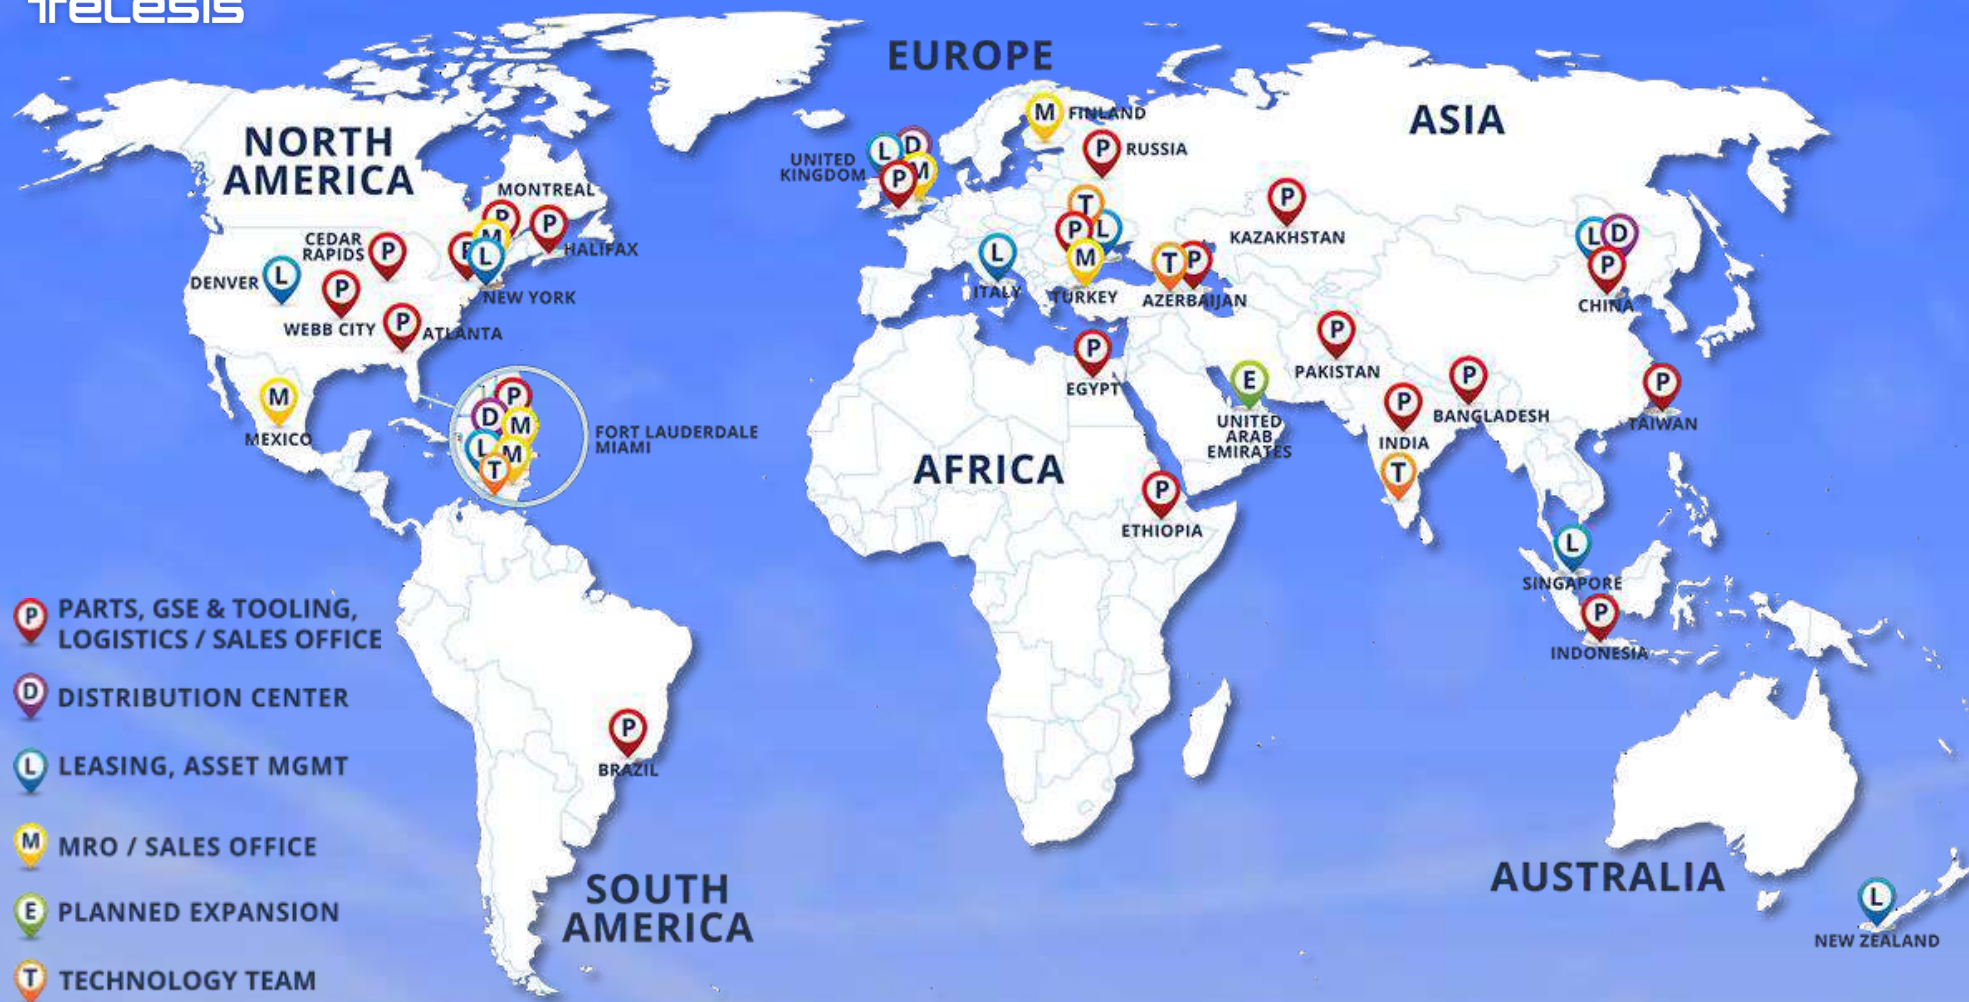 TELESIS
EUROPE
ASIA
NORTH
AMERICA
M FINLAND
P RUSSIA
L D
M
P
UNITED
KINGDOM
MONTREAL
P P
M
P L
HALIFAX
NEW YORK
CEDAR
RAPIDS P
DENVER L
P
WEBB CITY
P ATLANTA
T
P L
M
TURKEY
L
ITALY
T P
AZERBAIJAN
P
KAZAKHSTAN
L D
P
CHINA
P
PAKISTAN
P
EGYPT
E
UNITED
ARAB
EMIRATES
P
INDIA
T
P
BANGLADESH
P
TAIWAN
M
MEXICO
P
D M
L M
T
FORT LAUDERDALE
MIAMI
AFRICA
P
ETHIOPIA
L
SINGAPORE
P
INDONESIA
P
BRAZIL
SOUTH
AMERICA
AUSTRALIA
L
NEW ZEALAND
P PARTS, GSE & TOOLING,
LOGISTICS / SALES OFFICE
D DISTRIBUTION CENTER
L LEASING, ASSET MGMT
M MRO / SALES OFFICE
E PLANNED EXPANSION
T TECHNOLOGY TEAM